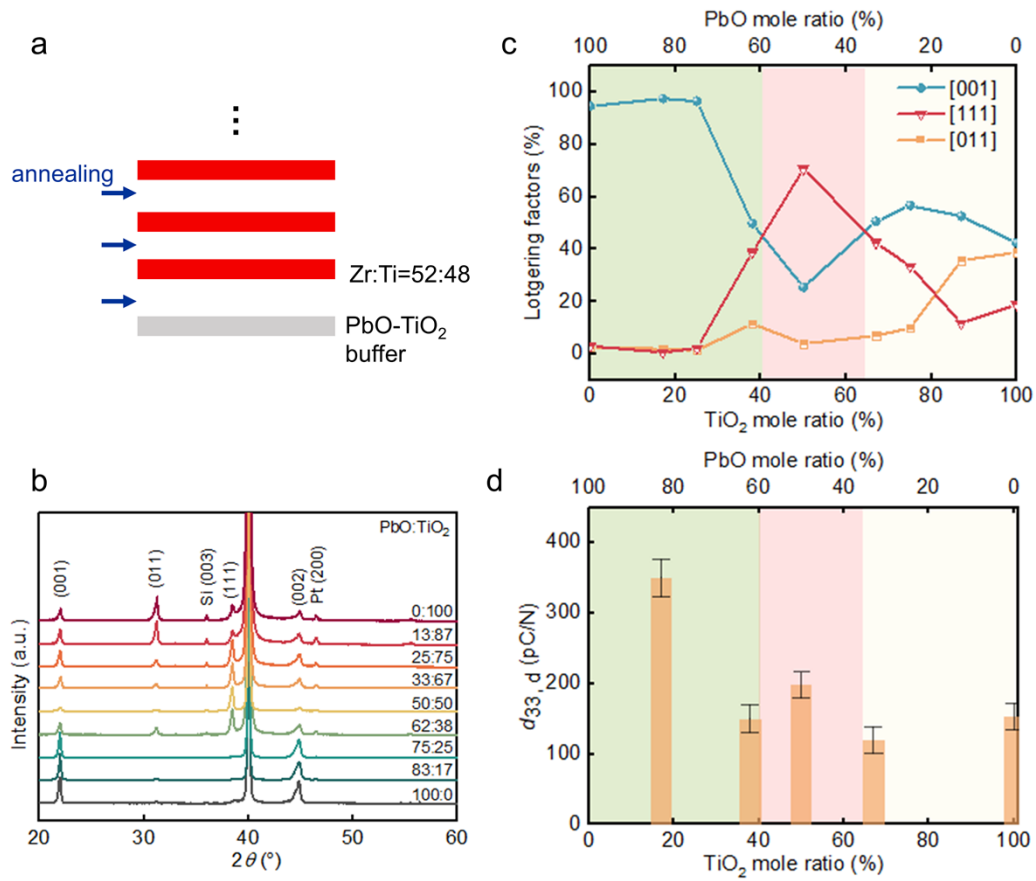 a
⋮
annealing
Zr:Ti=52:48
PbO-TiO₂
buffer
b
PbO:TiO₂
(001)
(011)
Si (003)
(111)
(002)
Pt (200)
0:100
13:87
25:75
33:67
50:50
62:38
75:25
83:17
100:0
Intensity (a.u.)
20 30 40 50 60
2θ (°)
c
PbO mole ratio (%)
100 80 60 40 20 0
[001]
[111]
[011]
Lotgering factors (%)
100
80
60
40
20
0
0 20 40 60 80 100
TiO₂ mole ratio (%)
d
PbO mole ratio (%)
100 80 60 40 20 0
d33, d (pC/N)
400
300
200
100
0
0 20 40 60 80 100
TiO₂ mole ratio (%)